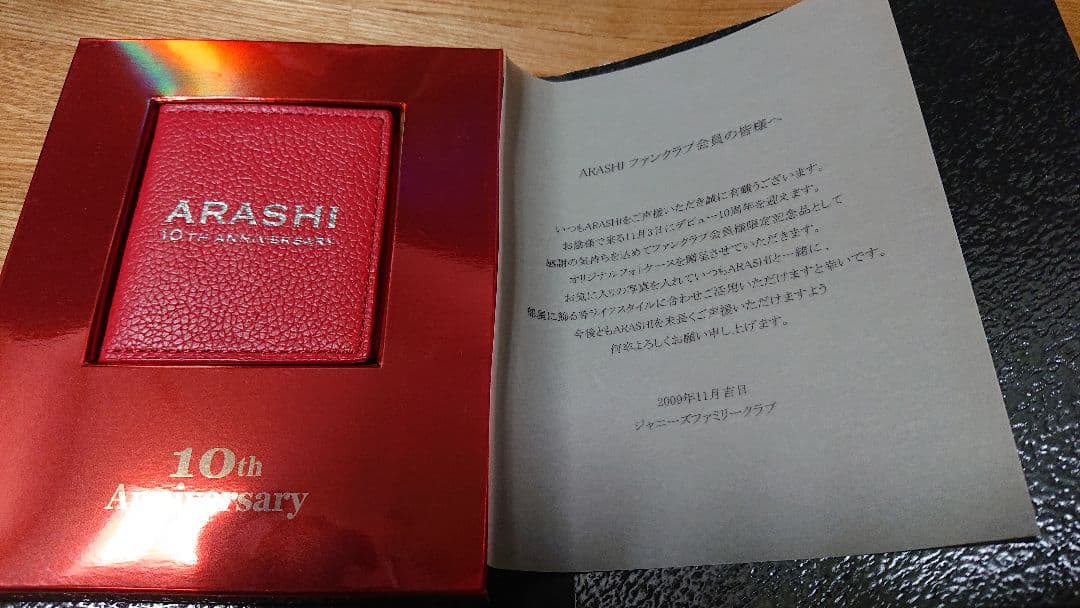 ARASHI
10TH ANNIVERSARY
10th
Anniversary
ARASHI ファンクラブ会員の皆様へ
いつもARASHIをご声援いただき誠に有難うございます。
お蔭様で来る11月3日にデビュー10周年を迎えます。
感謝の気持ちを込めてファンクラブ会員様限定記念品として
オリジナルフォトケースを贈呈させていただきます。
お気に入りの写真を入れていつもARASHIと一緒に、
部屋に飾る等ライフスタイルに合わせご活用いただけますと幸いです。
今後ともARASHIを末長くご声援いただけますよう
何卒よろしくお願い申し上げます。
2009年11月吉日
ジャニーズファミリークラブ